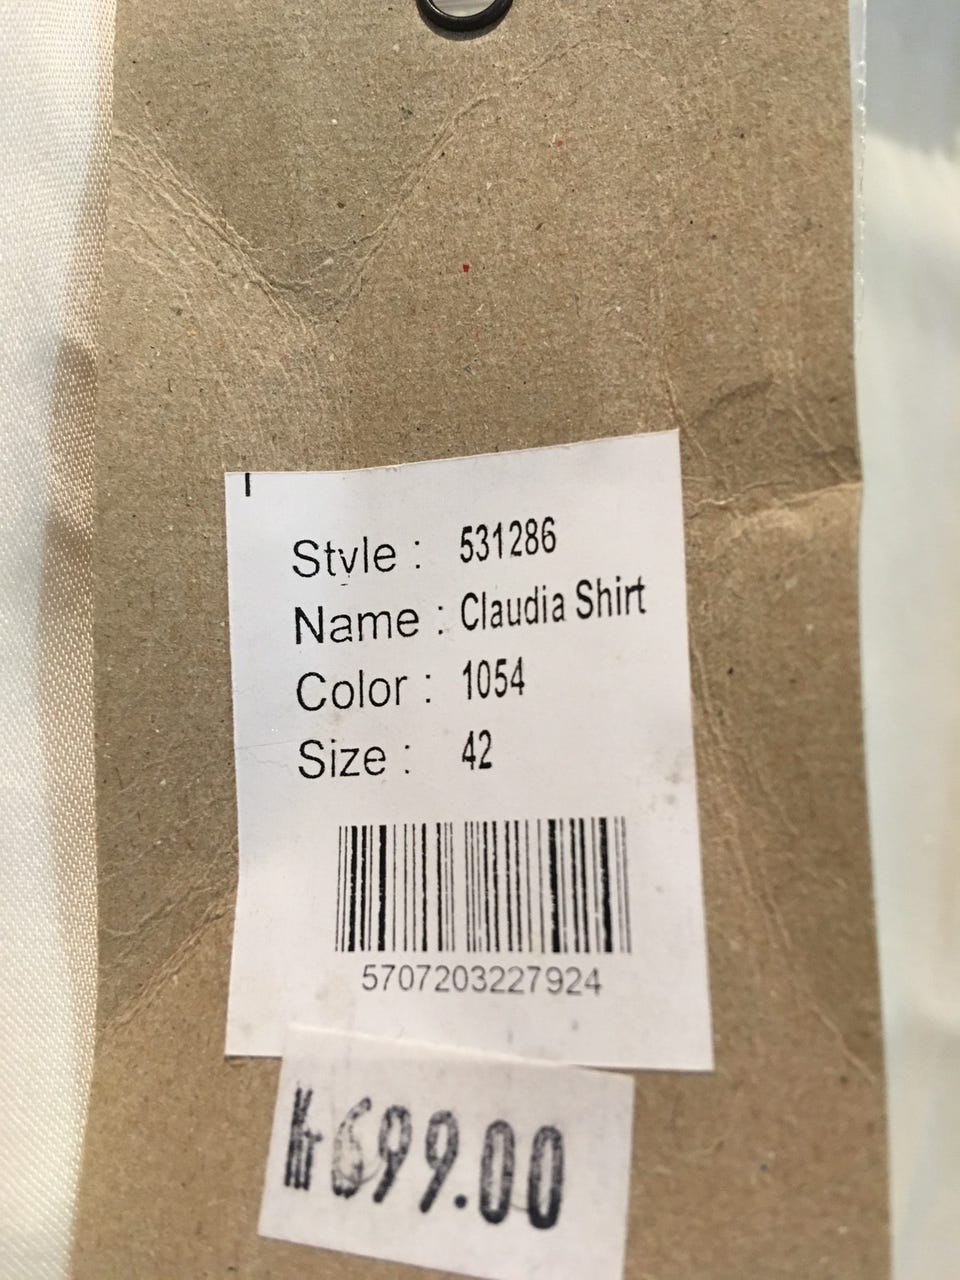 Style : 531286
Name : Claudia Shirt
Color : 1054
Size : 42
5707203227924
kr 699.00